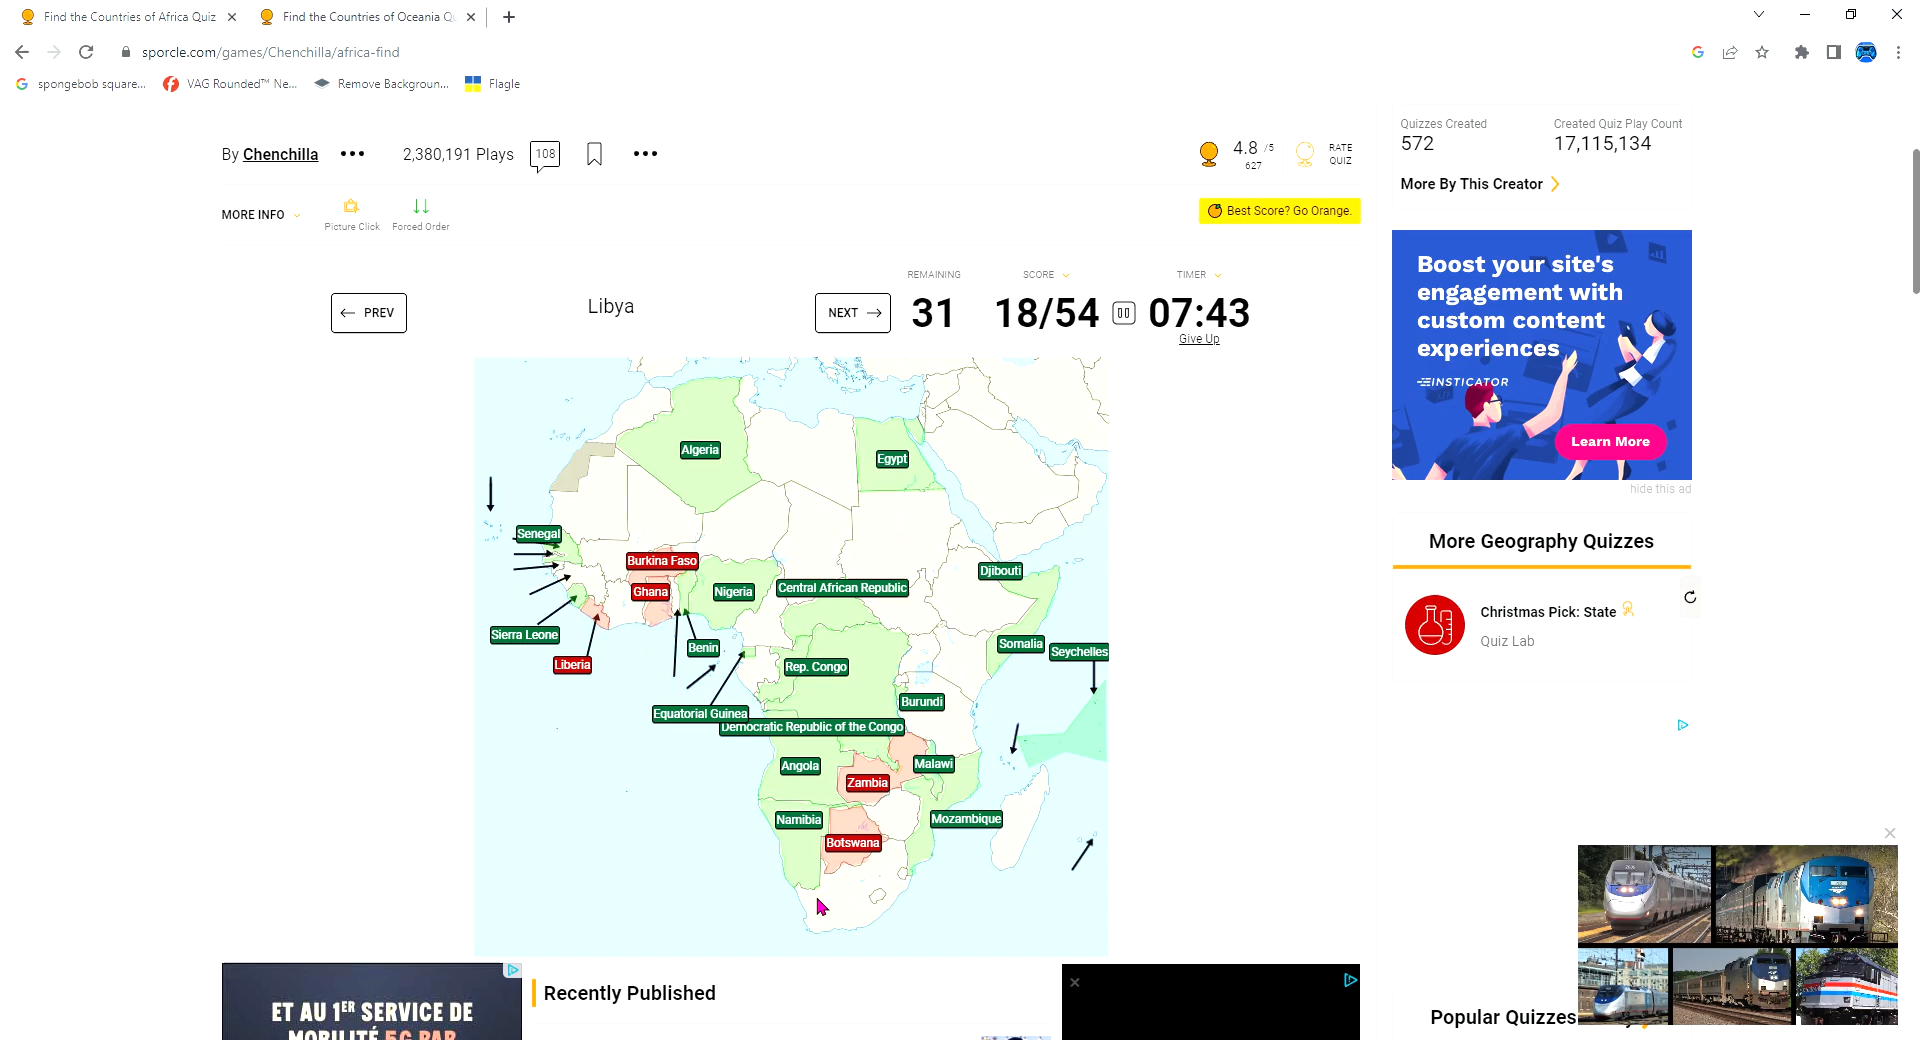 Find the Countries of Africa Quiz
Find the Countries of Oceania Q
sporcle.com/games/Chenchilla/africa-find
spongebob square...
VAG Rounded™ Ne...
Remove Backgroun...
Flagle
By Chenchilla
2,380,191 Plays
108
4.8 /5
627
RATE
QUIZ
Quizzes Created
572
Created Quiz Play Count
17,115,134
More By This Creator
MORE INFO
Picture Click
Forced Order
Best Score? Go Orange.
PREV
Libya
NEXT
REMAINING
31
SCORE
18/54
TIMER
07:43
Give Up
Boost your site's
engagement with
custom content
experiences
INSTICATOR
Learn More
hide this ad
Algeria
Egypt
Senegal
Burkina Faso
Djibouti
Ghana
Nigeria
Central African Republic
Sierra Leone
Benin
Somalia
Seychelles
Liberia
Rep. Congo
Burundi
Equatorial Guinea
Democratic Republic of the Congo
Angola
Malawi
Zambia
Namibia
Mozambique
Botswana
More Geography Quizzes
Christmas Pick: State
Quiz Lab
Popular Quizzes
Recently Published
ET AU 1ER SERVICE DE
MOBILITÉ 5G PAR